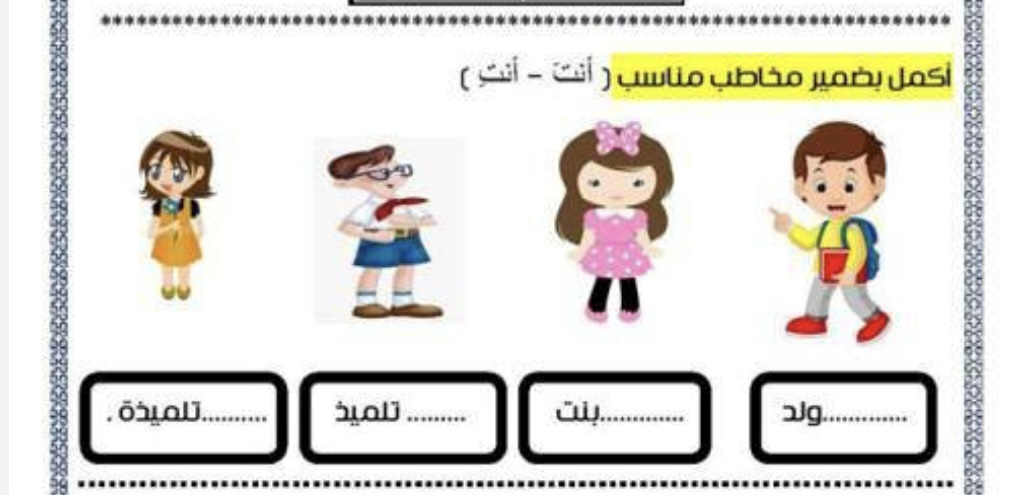 أكمل بضمير مخاطب مناسب ( أنتَ – أنتِ )
.............ولد
.............بنت
......... تلميذ
..........تلميذة .